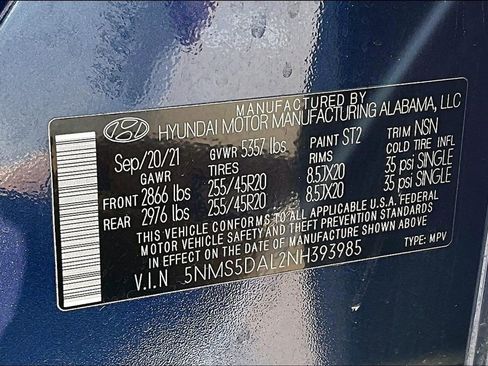 MANUFACTURED BY
HYUNDAI MOTOR MANUFACTURING ALABAMA, LLC
Sep/20/21 GVWR 5357 lbs PAINT ST2 TRIM NSN
GAWR TIRES RIMS COLD TIRE INFL
FRONT 2866 lbs 255/45R20 8.5JX20 35 psi SINGLE
REAR 2976 lbs 255/45R20 8.5JX20 35 psi SINGLE
THIS VEHICLE CONFORMS TO ALL APPLICABLE U.S.A. FEDERAL
MOTOR VEHICLE SAFETY AND THEFT PREVENTION STANDARDS
IN EFFECT ON THE DATE OF MANUFACTURE SHOWN ABOVE.
V.I.N 5NMS5DAL2NH393985 TYPE: MPV